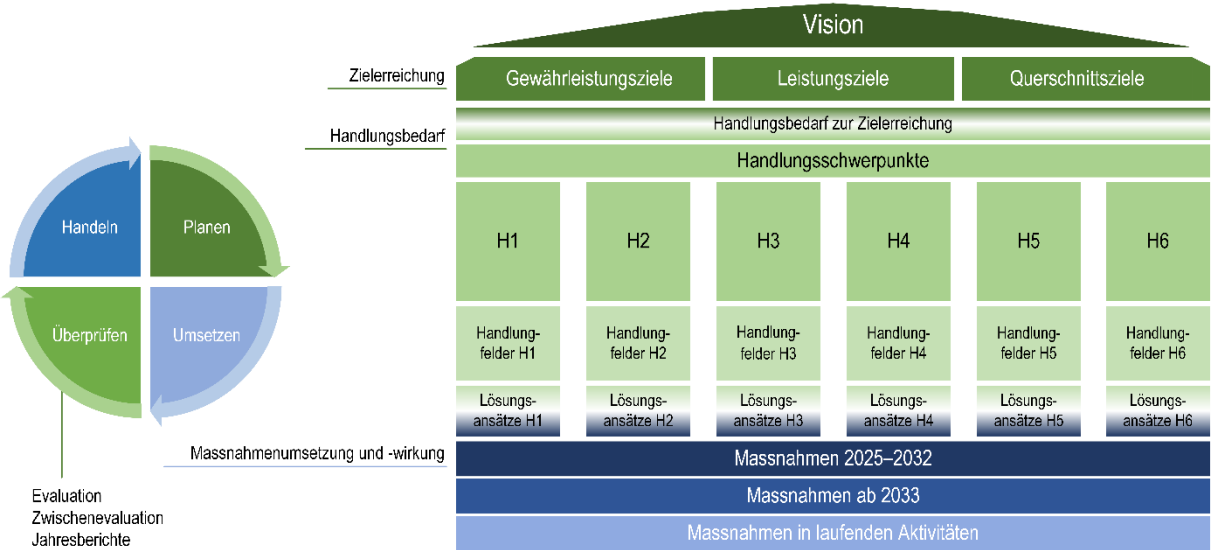 Vision
Zielerreichung
Gewährleistungsziele
Leistungsziele
Querschnittsziele
Handlungsbedarf zur Zielerreichung
Handlungsbedarf
Handlungsschwerpunkte
Handeln
Planen
Überprüfen
Umsetzen
H1
H2
H3
H4
H5
H6
Handlung-
felder H1
Handlung-
felder H2
Handlung-
felder H3
Handlung-
felder H4
Handlung-
felder H5
Handlung-
felder H6
Lösungs-
ansätze H1
Lösungs-
ansätze H2
Lösungs-
ansätze H3
Lösungs-
ansätze H4
Lösungs-
ansätze H5
Lösungs-
ansätze H6
Massnahmenumsetzung und -wirkung
Massnahmen 2025–2032
Massnahmen ab 2033
Massnahmen in laufenden Aktivitäten
Evaluation
Zwischenevaluation
Jahresberichte